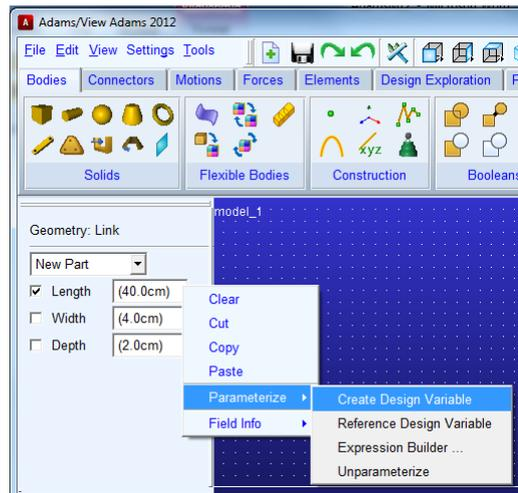 Adams/View Adams 2012
File Edit View Settings Tools
Bodies Connectors Motions Forces Elements Design Exploration
xyz
Solids Flexible Bodies Construction Booleans
model_1
Geometry: Link
New Part
Length (40.0cm)
Width (4.0cm)
Depth (2.0cm)
Clear
Cut
Copy
Paste
Parameterize
Field Info
Create Design Variable
Reference Design Variable
Expression Builder ...
Unparameterize